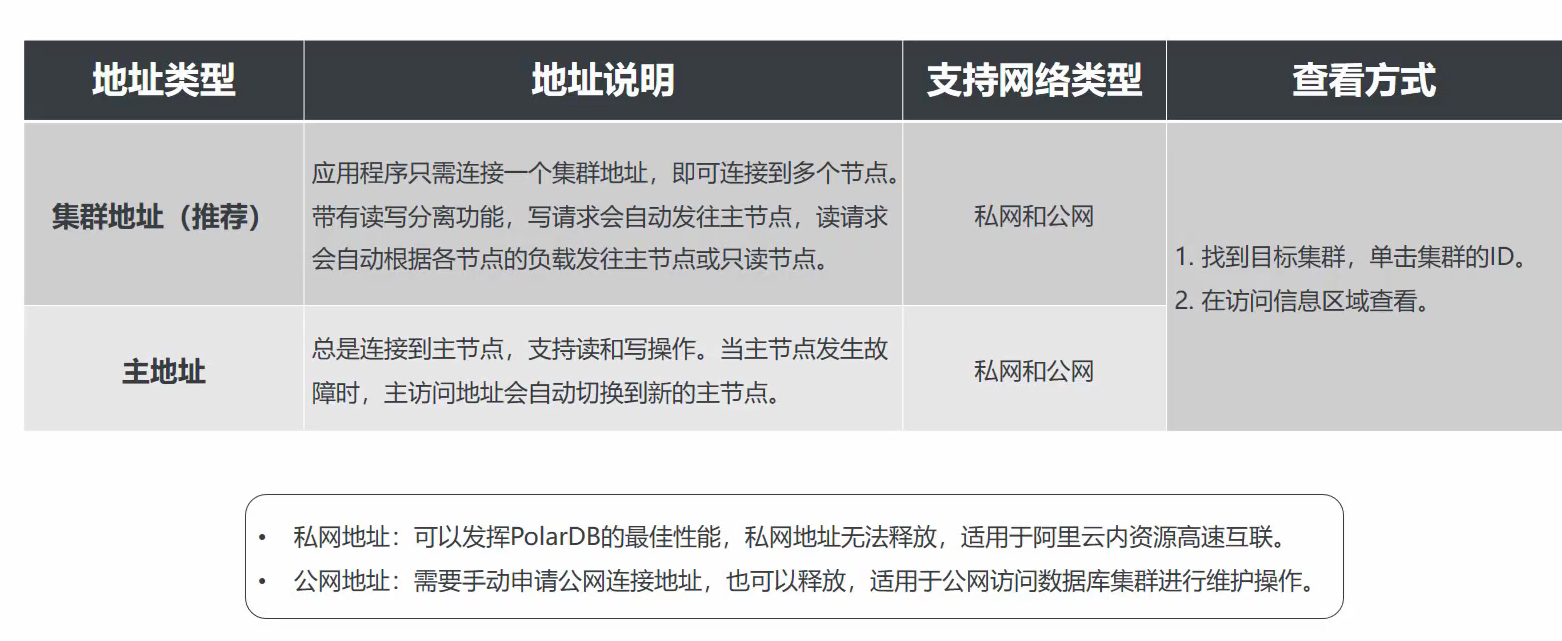 地址类型 地址说明 支持网络类型 查看方式
集群地址（推荐）
应用程序只需连接一个集群地址，即可连接到多个节点。
带有读写分离功能，写请求会自动发往主节点，读请求
会自动根据各节点的负载发往主节点或只读节点。
私网和公网
1. 找到目标集群，单击集群的ID。
2. 在访问信息区域查看。
主地址
总是连接到主节点，支持读和写操作。当主节点发生故
障时，主访问地址会自动切换到新的主节点。
私网和公网
• 私网地址：可以发挥PolarDB的最佳性能，私网地址无法释放，适用于阿里云内资源高速互联。
• 公网地址：需要手动申请公网连接地址，也可以释放，适用于公网访问数据库集群进行维护操作。